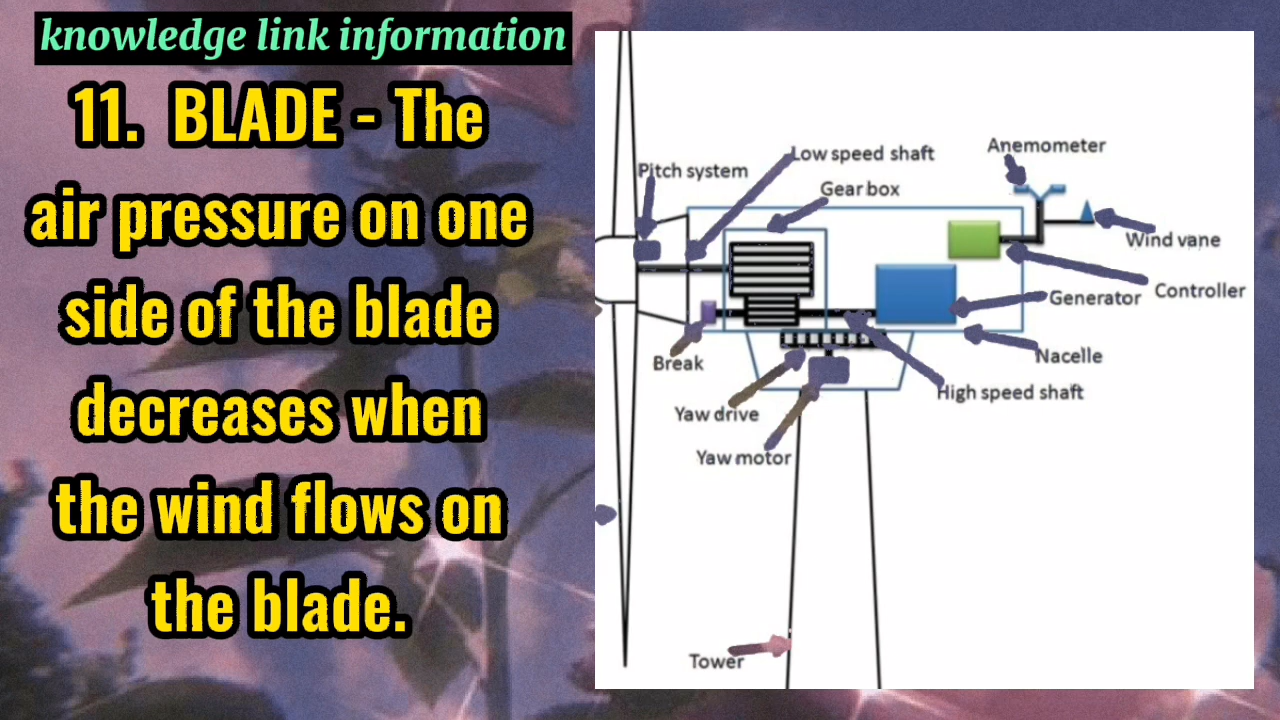 knowledge link information
11. BLADE - The
air pressure on one
side of the blade
decreases when
the wind flows on
the blade.
Anemometer
Low speed shaft
Pitch system
Gear box
Wind vane
Controller
Generator
Nacelle
Break
High speed shaft
Yaw drive
Yaw motor
Tower